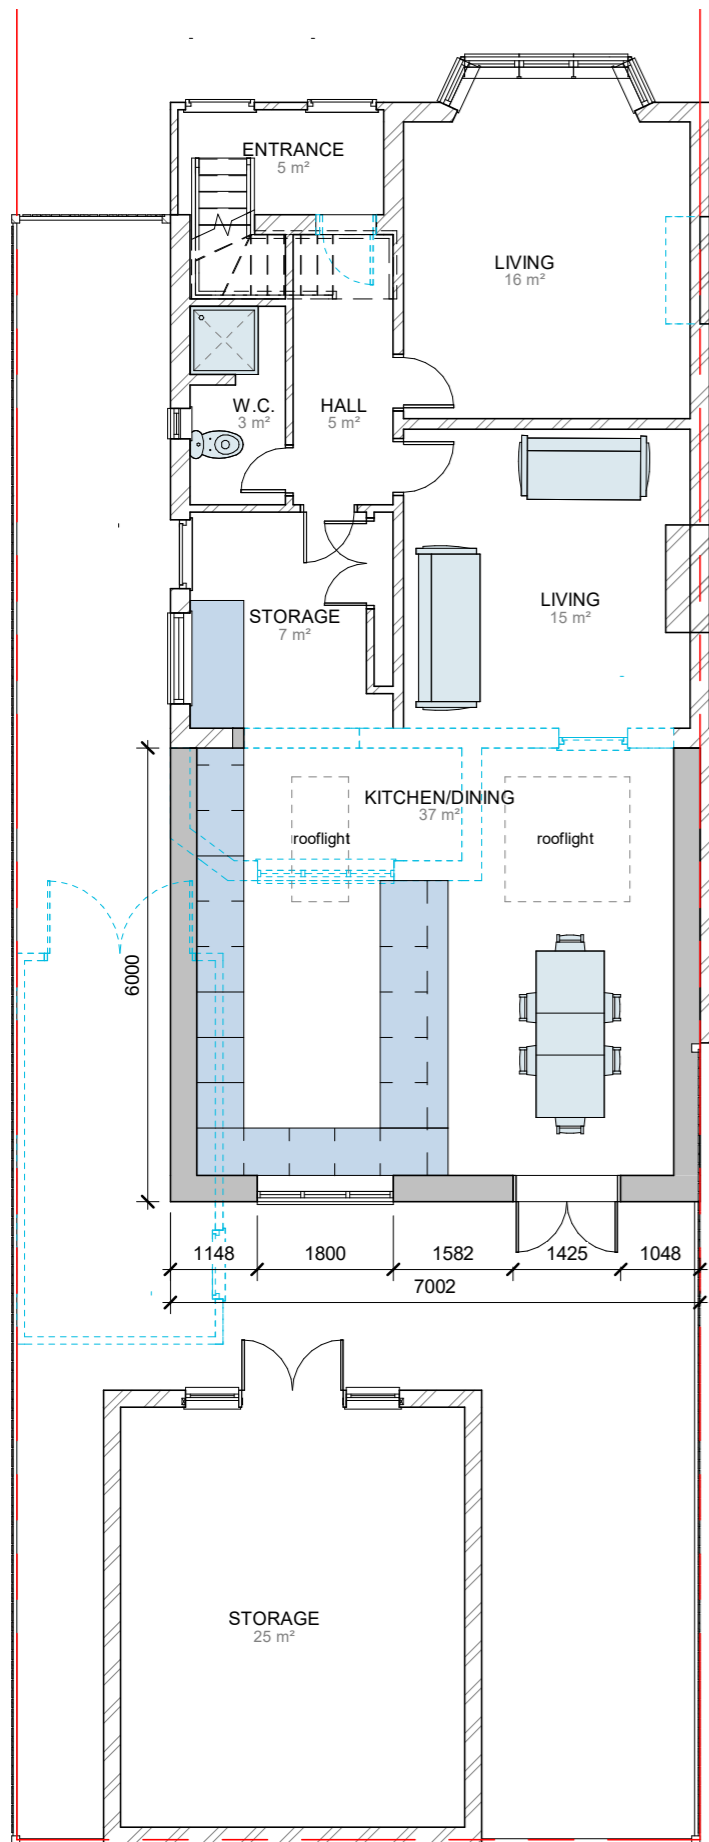 ENTRANCE
5 m²
LIVING
16 m²
W.C.
3 m²
HALL
5 m²
STORAGE
7 m²
LIVING
15 m²
KITCHEN/DINING
37 m²
rooflight
rooflight
6000
1148
1800
1582
1425
1048
7002
STORAGE
25 m²